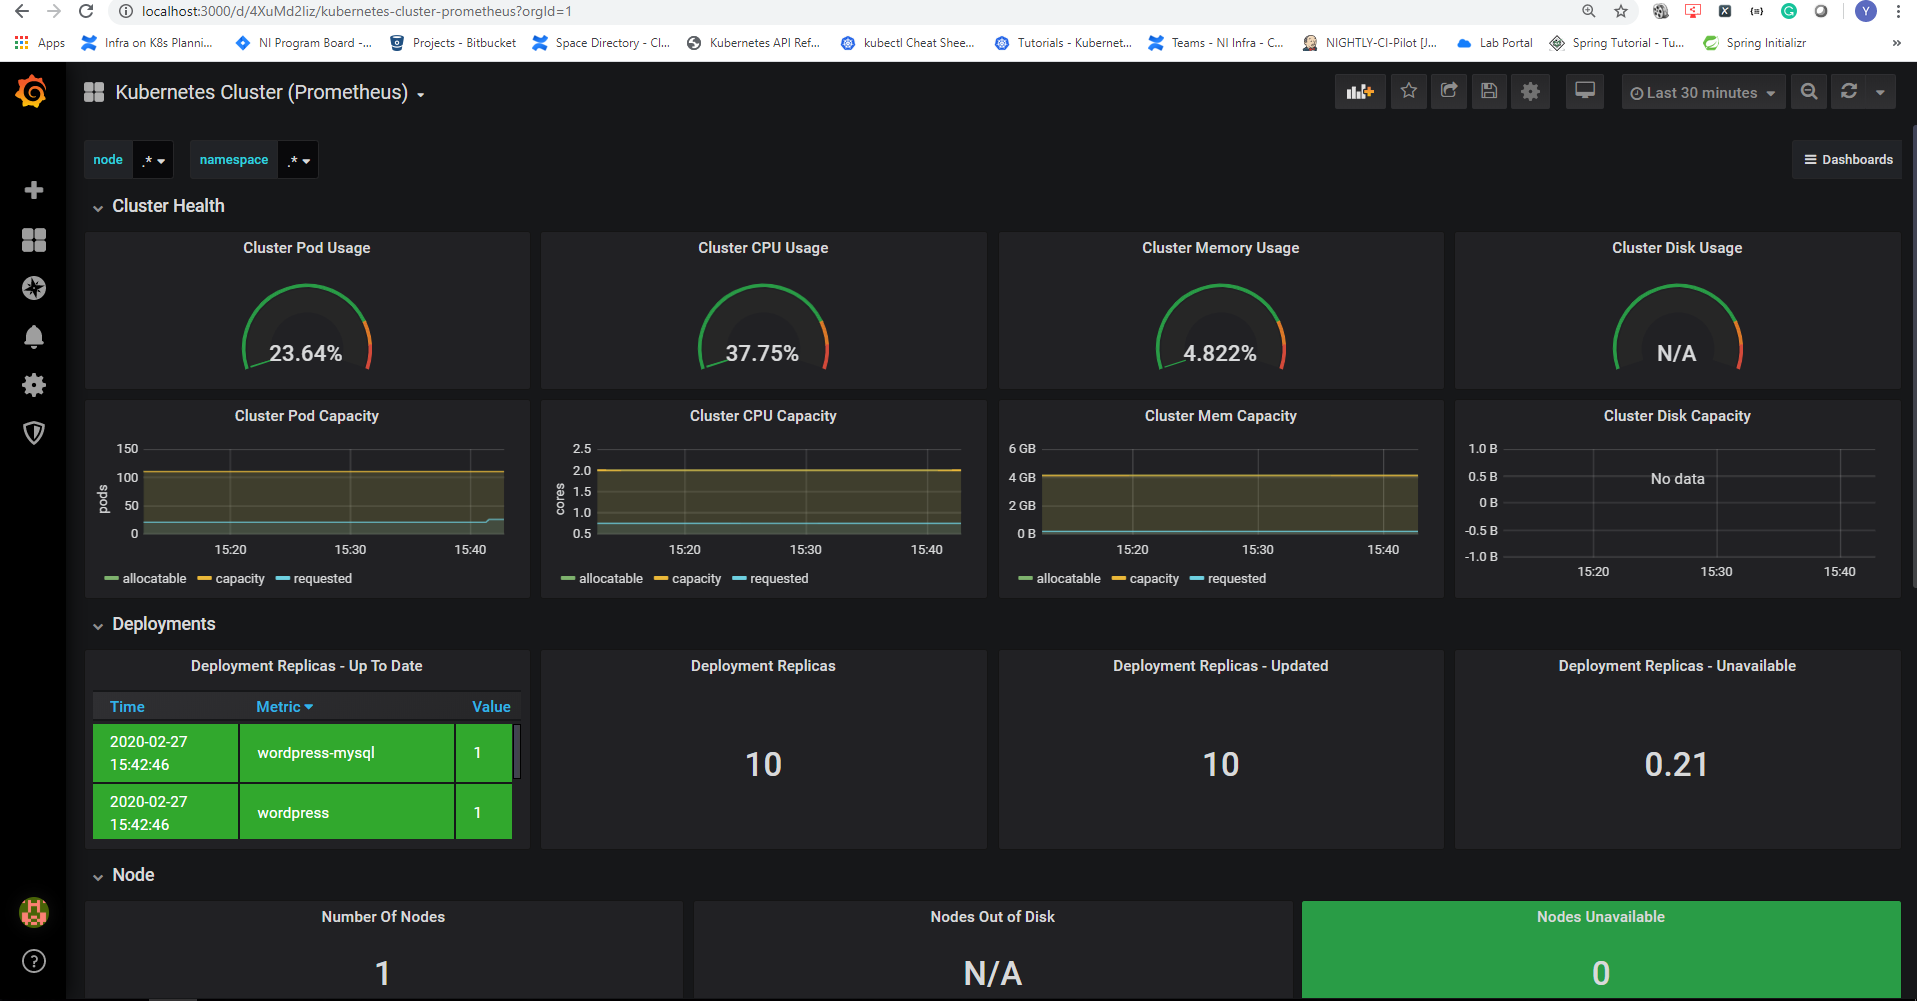 localhost:3000/d/4XuMd2Iiz/kubernetes-cluster-prometheus?orgId=1
Y
Apps
Infra on K8s Planni...
NI Program Board -...
Projects - Bitbucket
Space Directory - Cl...
Kubernetes API Ref...
kubectl Cheat Shee...
Tutorials - Kubernet...
Teams - NI Infra - C...
NIGHTLY-CI-Pilot [J...
Lab Portal
Spring Tutorial - Tu...
Spring Initializr
»
Kubernetes Cluster (Prometheus)
Last 30 minutes
node .*
namespace .*
Dashboards
Cluster Health
Cluster Pod Usage
23.64%
Cluster CPU Usage
37.75%
Cluster Memory Usage
4.822%
Cluster Disk Usage
N/A
Cluster Pod Capacity
pods
150
100
50
0
15:20 15:30 15:40
allocatable capacity requested
Cluster CPU Capacity
cores
2.5
2.0
1.5
1.0
0.5
15:20 15:30 15:40
allocatable capacity requested
Cluster Mem Capacity
6 GB
4 GB
2 GB
0 B
15:20 15:30 15:40
allocatable capacity requested
Cluster Disk Capacity
1.0 B
0.5 B
0 B
-0.5 B
-1.0 B
No data
15:20 15:30 15:40
Deployments
Deployment Replicas - Up To Date
Time Metric Value
2020-02-27
15:42:46
wordpress-mysql
1
2020-02-27
15:42:46
wordpress
1
Deployment Replicas
10
Deployment Replicas - Updated
10
Deployment Replicas - Unavailable
0.21
Node
Number Of Nodes
1
Nodes Out of Disk
N/A
Nodes Unavailable
0
?